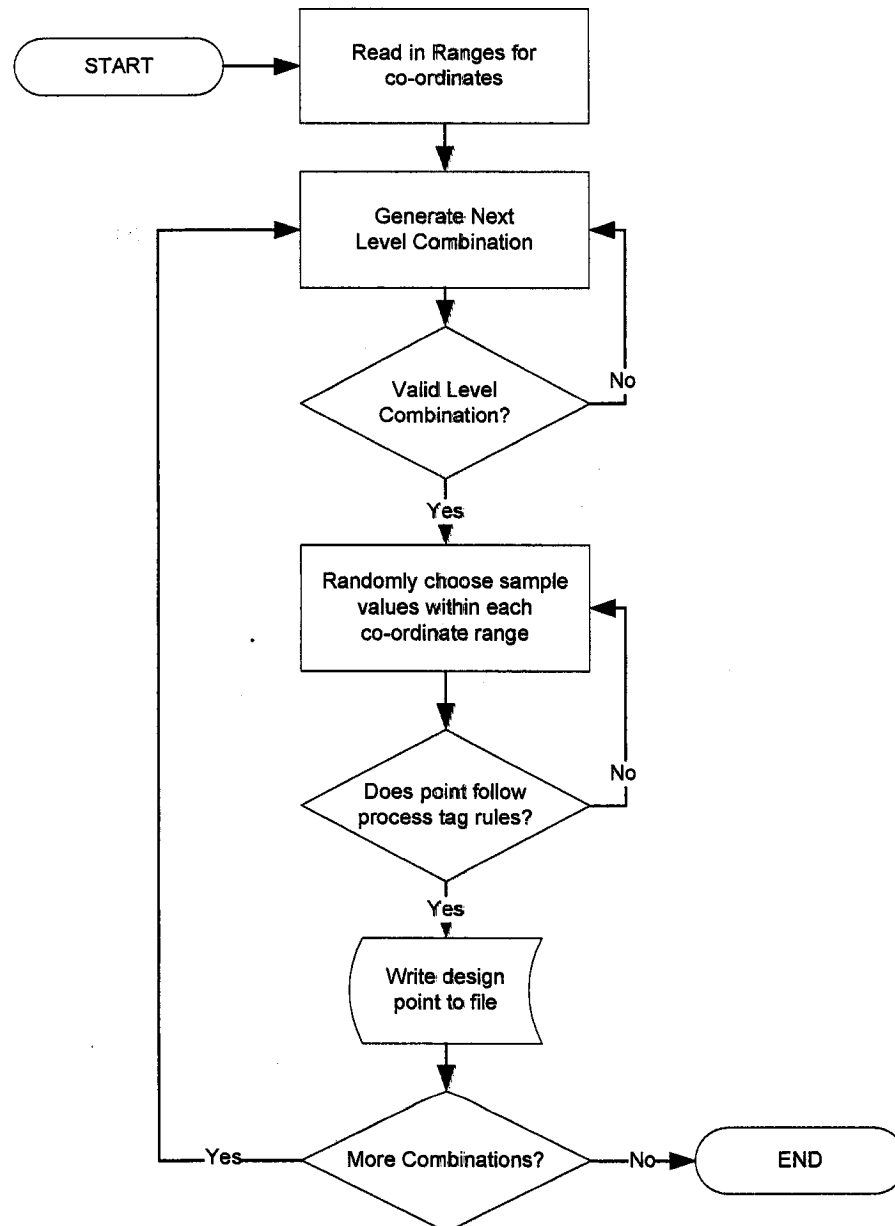 START
Read in Ranges for
co-ordinates
Generate Next
Level Combination
Valid Level
Combination?
No
Yes
Randomly choose sample
values within each
co-ordinate range
Does point follow
process tag rules?
No
Yes
Write design
point to file
Yes
More Combinations?
No
END